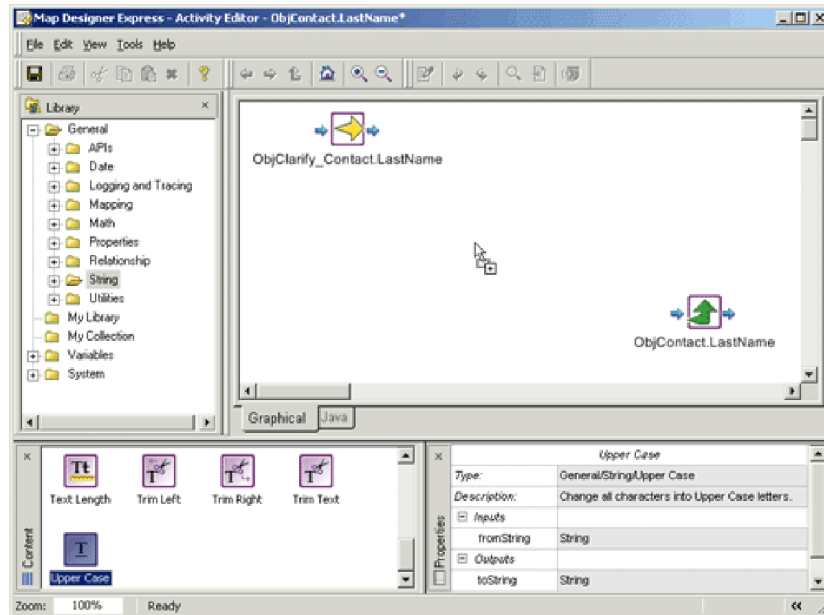 Map Designer Express - Activity Editor - ObjContact.LastName*
File Edit View Tools Help
Library
General
APIs
Date
Logging and Tracing
Mapping
Math
Properties
Relationship
String
Utilities
My Library
My Collection
Variables
System
ObjClarify_Contact.LastName
ObjContact.LastName
Graphical Java
Content
Tt
T
T
T
Text Length Trim Left Trim Right Trim Text
T
Upper Case
Properties
Upper Case
Type: General/String/Upper Case
Description: Change all characters into Upper Case letters.
Inputs
fromString String
Outputs
toString String
Zoom: 100% Ready